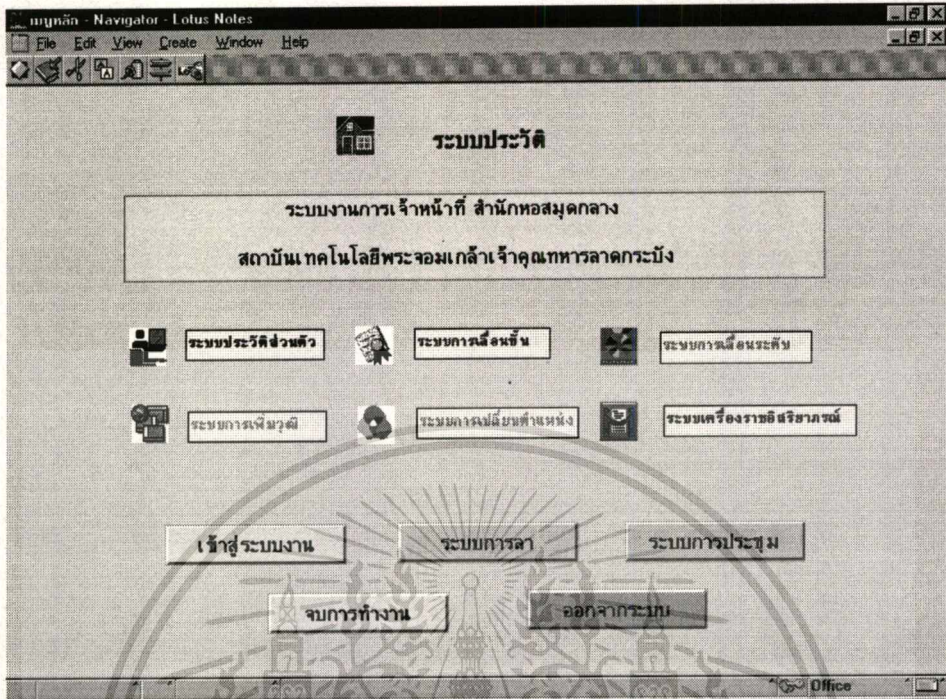 เมนูหลัก - Navigator - Lotus Notes
File Edit View Create Window Help
ระบบประวัติ
ระบบงานการเจ้าหน้าที่ สำนักหอสมุดกลาง
สถาบันเทคโนโลยีพระจอมเกล้าเจ้าคุณทหารลาดกระบัง
ระบบประวัติส่วนตัว ระบบการเลื่อนขั้น ระบบการเลื่อนระดับ
ระบบการเพิ่มวุฒิ ระบบการเปลี่ยนตำแหน่ง ระบบเครื่องราชอิสริยาภรณ์
เข้าสู่ระบบงาน ระบบการลา ระบบการประชุม
จบการทำงาน ออกจากระบบ
Office